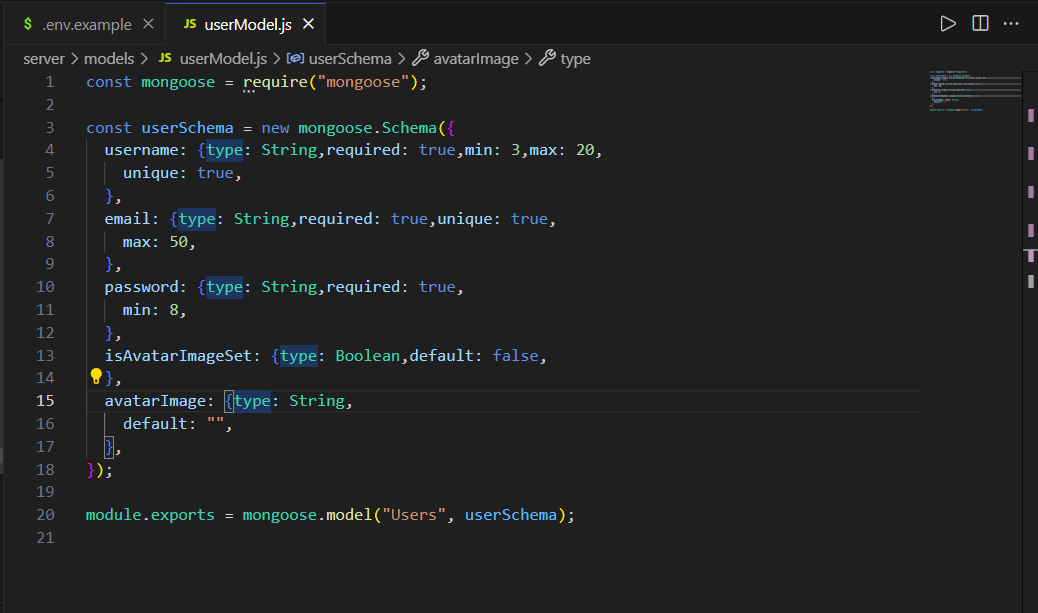 $ .env.example × JS userModel.js ×
server > models > JS userModel.js > userSchema > avatarImage > type
1 const mongoose = require("mongoose");
2
3 const userSchema = new mongoose.Schema({
4 username: {type: String,required: true,min: 3,max: 20,
5 unique: true,
6 },
7 email: {type: String,required: true,unique: true,
8 max: 50,
9 },
10 password: {type: String,required: true,
11 min: 8,
12 },
13 isAvatarImageSet: {type: Boolean,default: false,
14 },
15 avatarImage: {type: String,
16 default: "",
17 },
18 });
19
20 module.exports = mongoose.model("Users", userSchema);
21